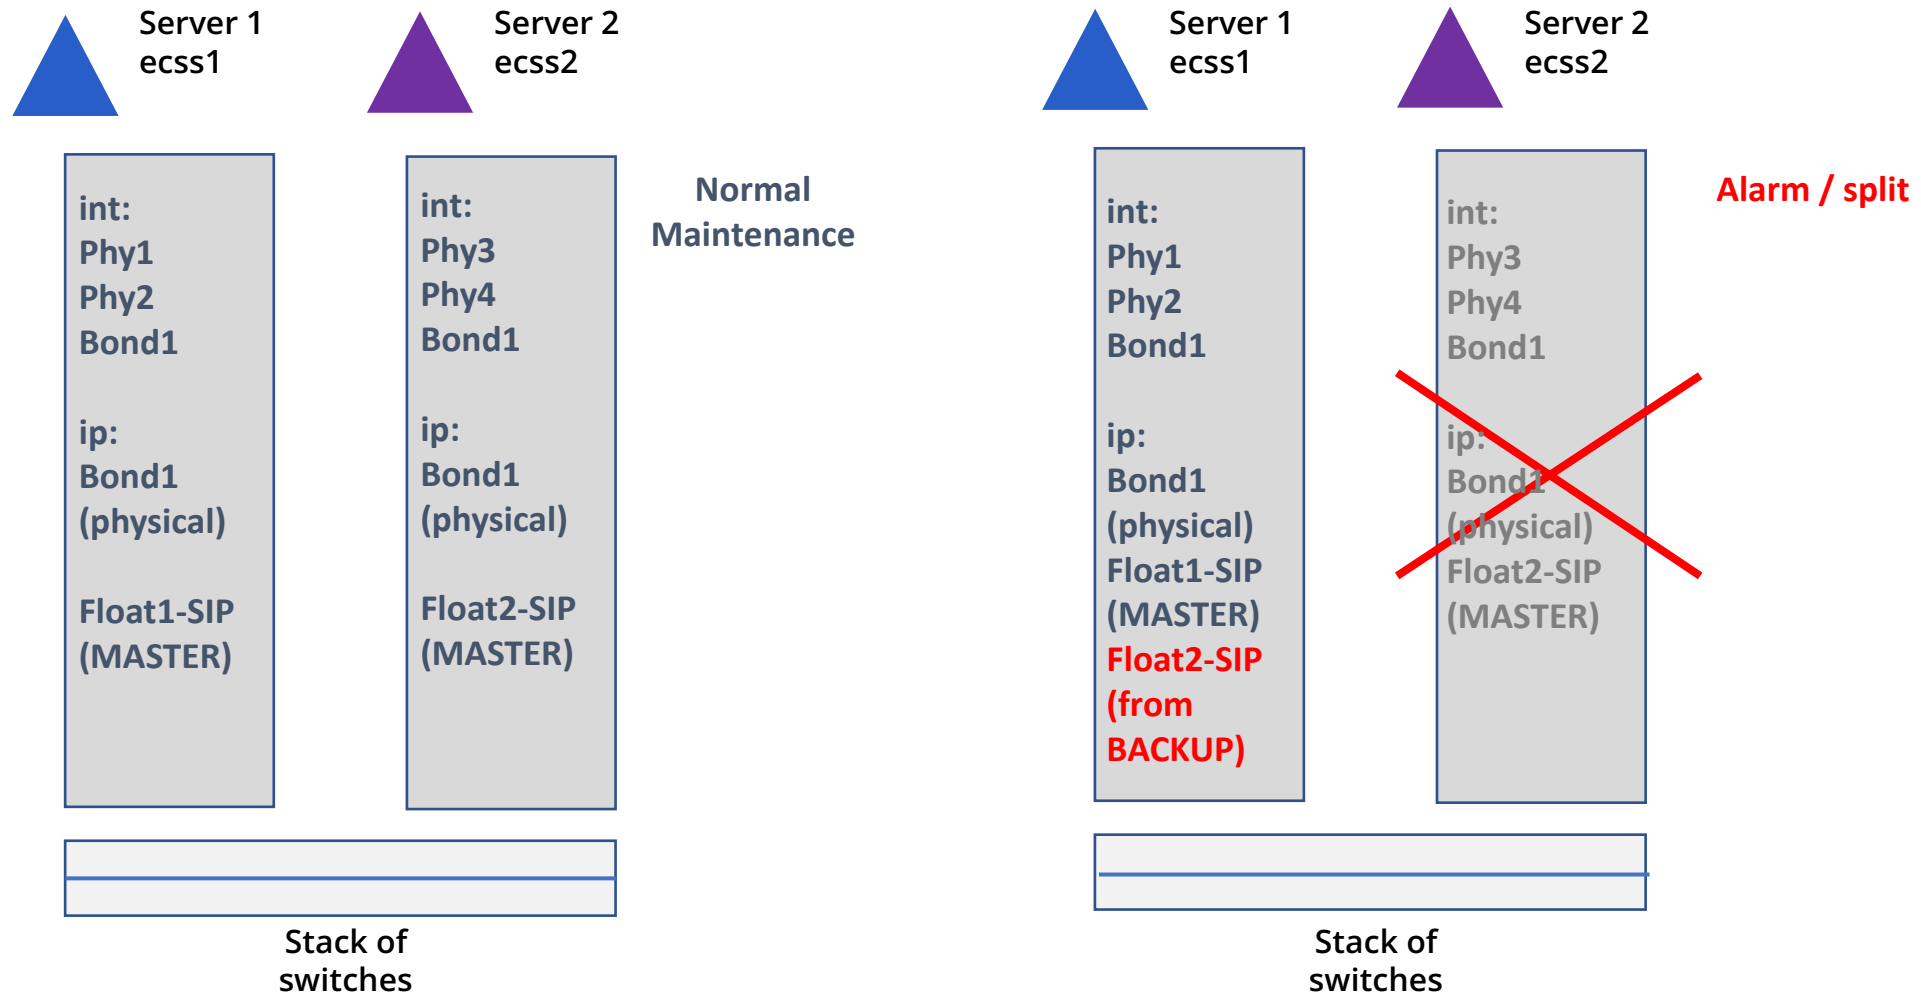 Server 1
ecss1
Server 2
ecss2
int:
Phy1
Phy2
Bond1
ip:
Bond1
(physical)
Float1-SIP
(MASTER)
int:
Phy3
Phy4
Bond1
ip:
Bond1
(physical)
Float2-SIP
(MASTER)
Normal
Maintenance
Stack of
switches
Server 1
ecss1
Server 2
ecss2
int:
Phy1
Phy2
Bond1
ip:
Bond1
(physical)
Float1-SIP
(MASTER)
Float2-SIP
(from
BACKUP)
int:
Phy3
Phy4
Bond1
ip:
Bond1
(physical)
Float2-SIP
(MASTER)
Alarm / split
Stack of
switches